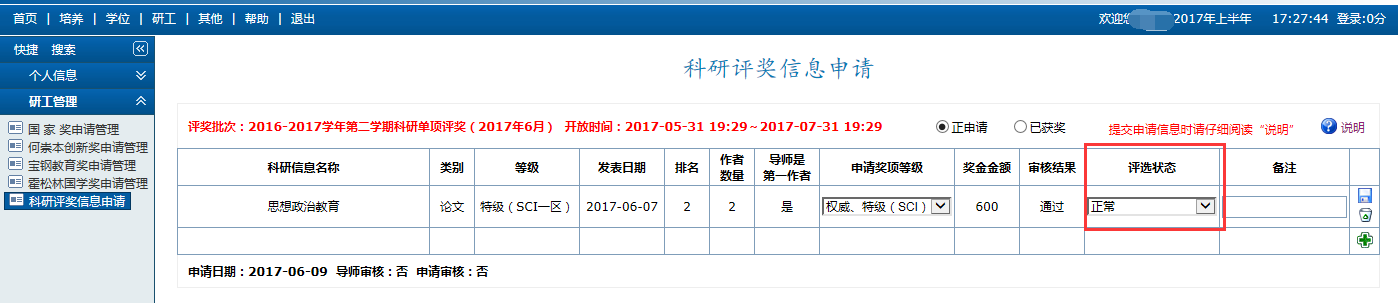 首页 | 培养 | 学位 | 研工 | 其他 | 帮助 | 退出
欢迎您 2017年上半年 17:27:44 登录:0分
快捷 搜索
个人信息
研工管理
国 家 奖申请管理
何崇本创新奖申请管理
宝钢教育奖申请管理
霍松林国学奖申请管理
科研评奖信息申请
科研评奖信息申请
评奖批次：2016-2017学年第二学期科研单项评奖（2017年6月） 开放时间：2017-05-31 19:29～2017-07-31 19:29
正申请 已获奖
提交申请信息时请仔细阅读“说明”
说明
科研信息名称 类别 等级 发表日期 排名 作者数量 导师是第一作者 申请奖项等级 奖金金额 审核结果 评选状态 备注
思想政治教育 论文 特级（SCI一区） 2017-06-07 2 2 是 权威、特级（SCI） 600 通过 正常
申请日期：2017-06-09 导师审核：否 申请审核：否